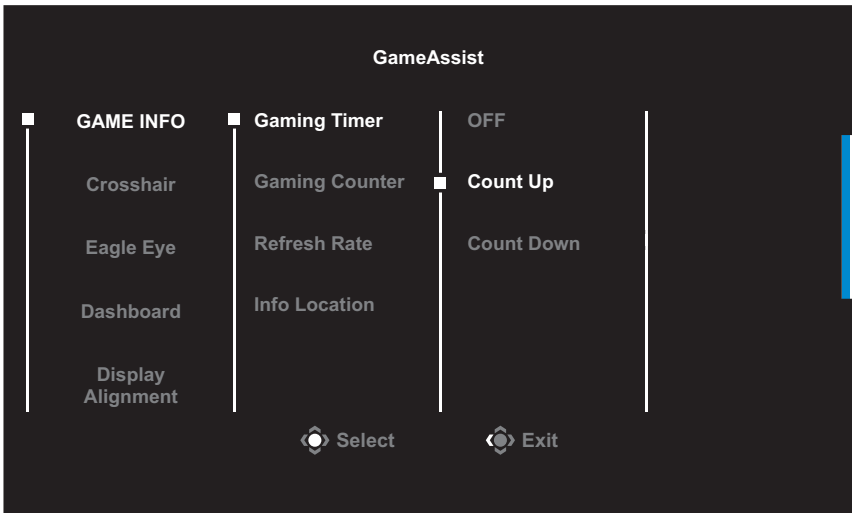 GameAssist
GAME INFO
Crosshair
Eagle Eye
Dashboard
Display
Alignment
Gaming Timer
Gaming Counter
Refresh Rate
Info Location
OFF
Count Up
Count Down
Select
Exit